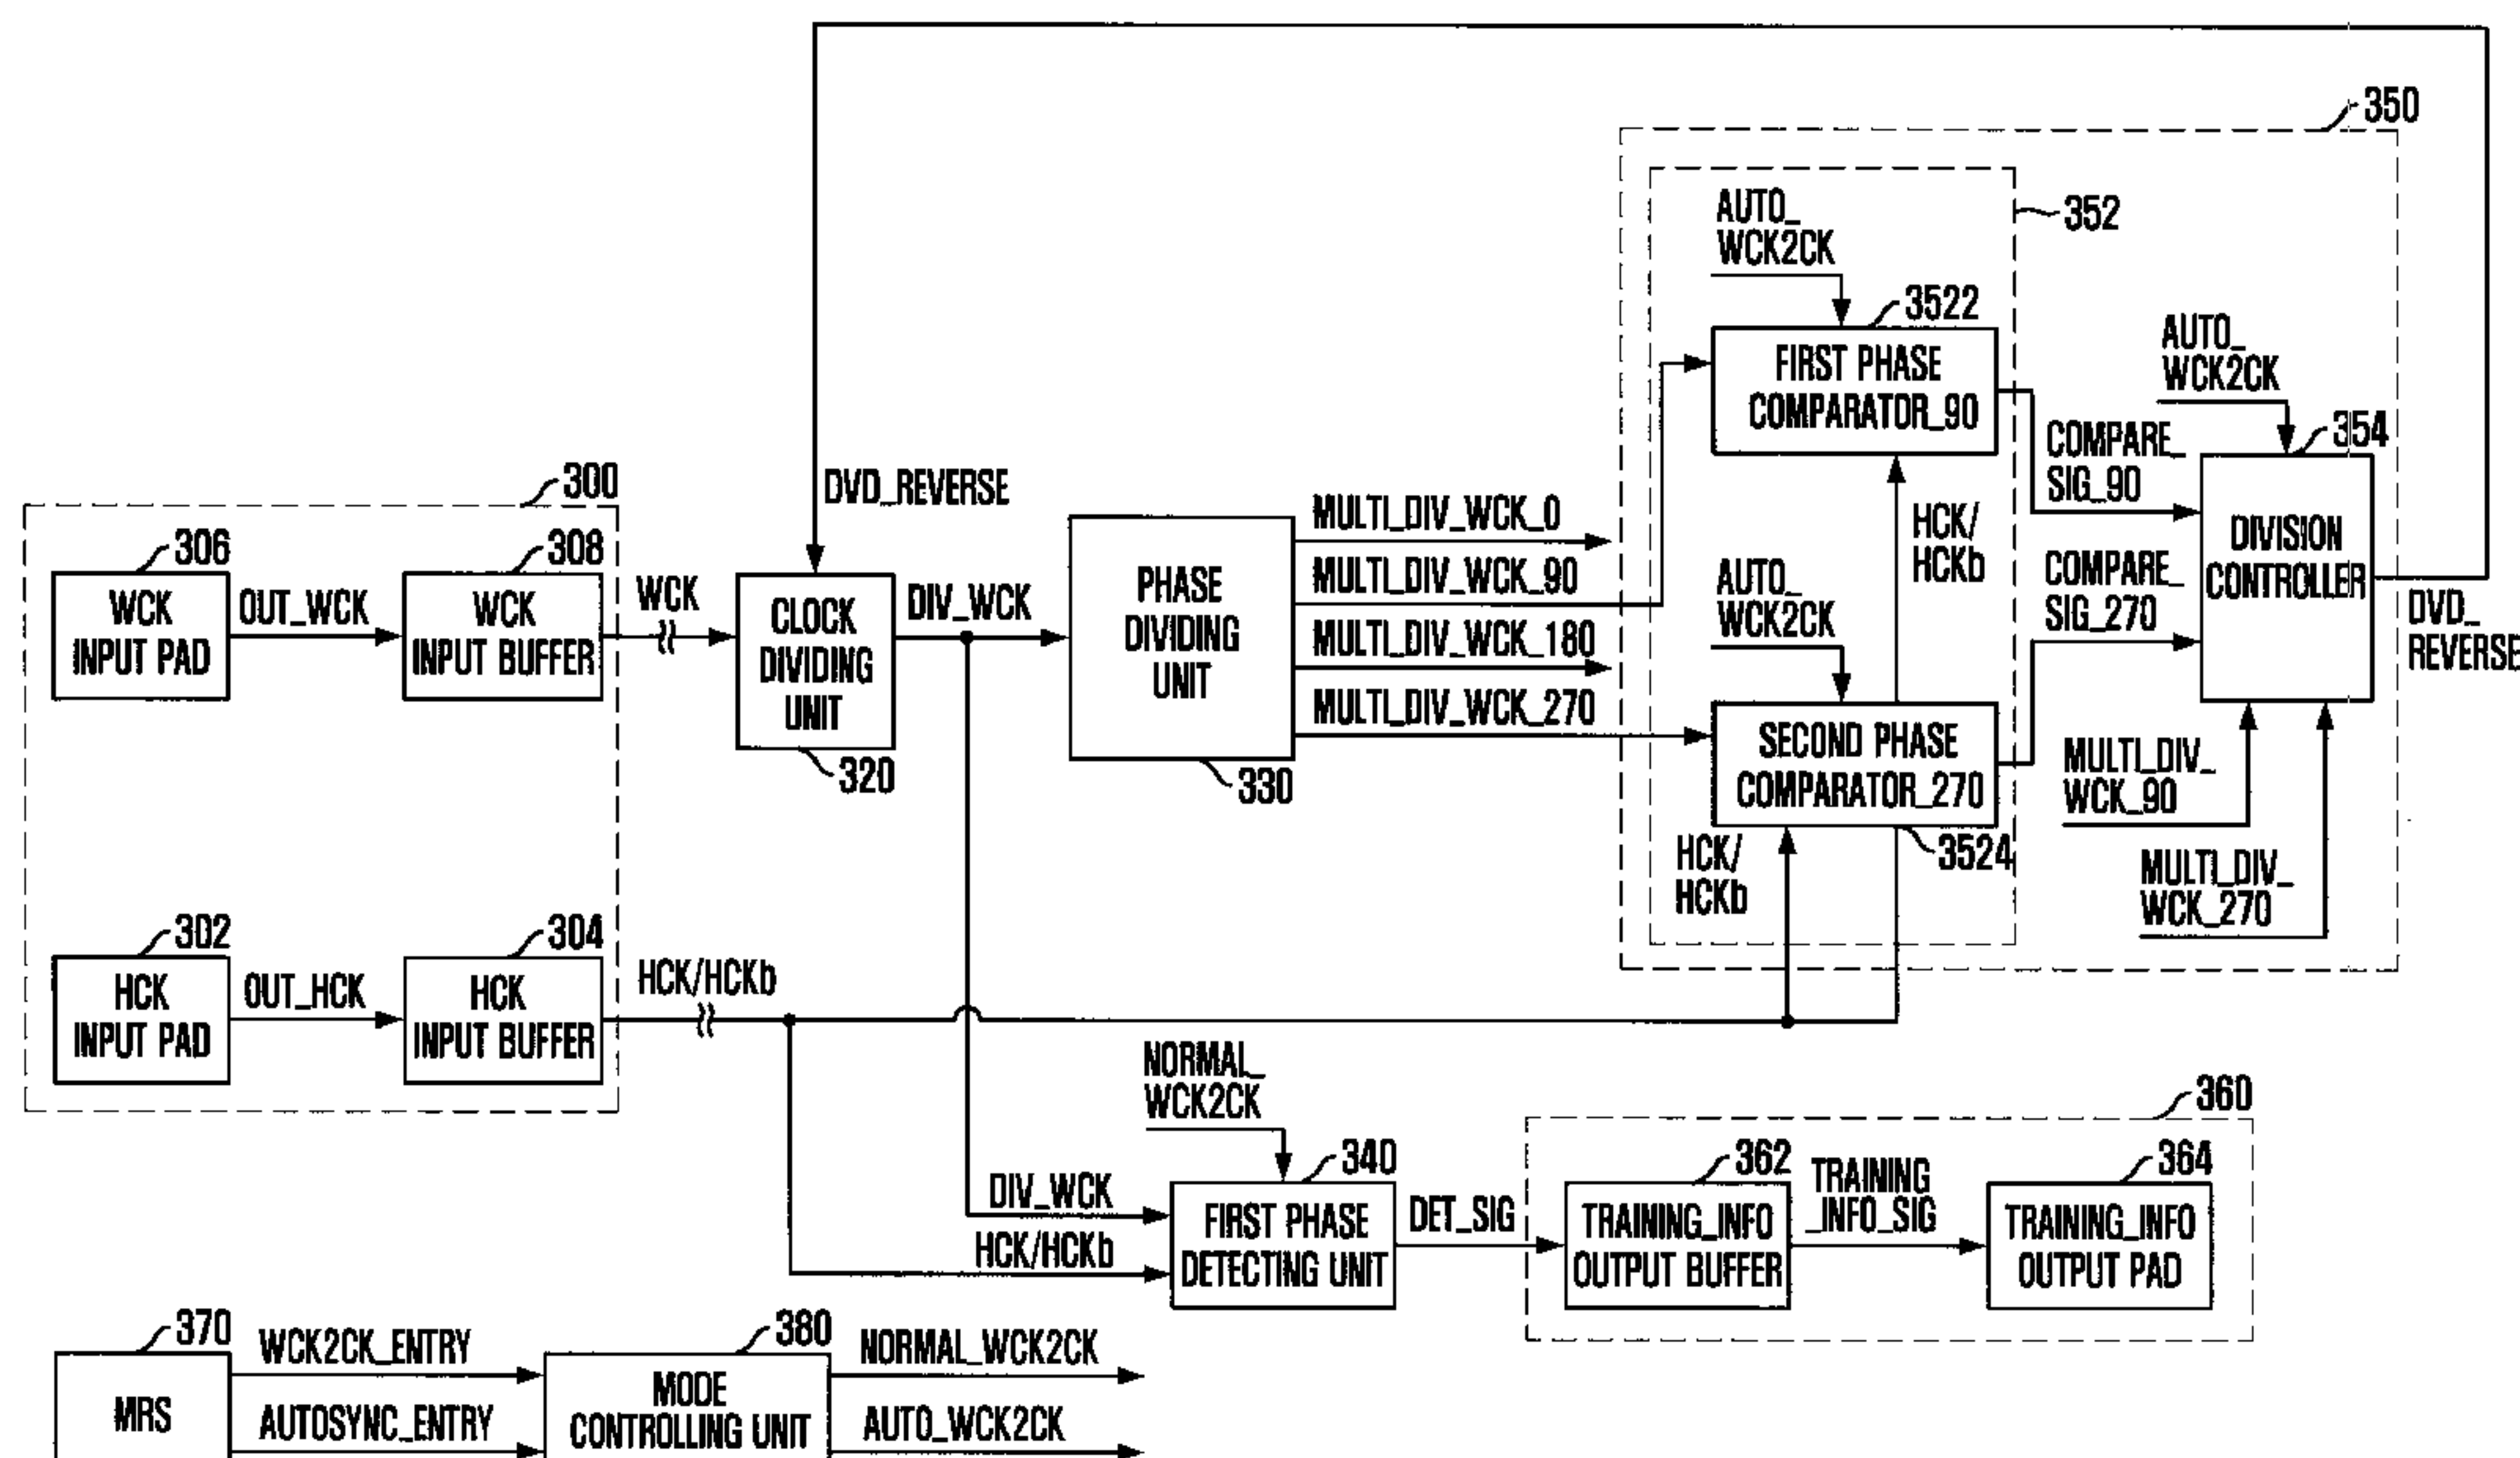 350
AUTO_
WCK2CK
352
3522
FIRST PHASE
COMPARATOR_90
AUTO_
WCK2CK
354
COMPARE_
SIG_90
DIVISION
CONTROLLER
COMPARE_
SIG_270
DVD_
REVERSE
HCK/
HCKb
AUTO_
WCK2CK
SECOND PHASE
COMPARATOR_270
3524
HCK/
HCKb
MULTI_DIV_
WCK_90
MULTI_DIV_
WCK_270
300
306
WCK
INPUT PAD
OUT_WCK
308
WCK
INPUT BUFFER
WCK
DVD_REVERSE
CLOCK
DIVIDING
UNIT
320
DIV_WCK
PHASE
DIVIDING
UNIT
330
MULTI_DIV_WCK_0
MULTI_DIV_WCK_90
MULTI_DIV_WCK_180
MULTI_DIV_WCK_270
302
HCK
INPUT PAD
OUT_HCK
304
HCK
INPUT BUFFER
HCK/HCKb
NORMAL_
WCK2CK
DIV_WCK
HCK/HCKb
340
FIRST PHASE
DETECTING UNIT
DET_SIG
360
362
TRAINING_INFO
OUTPUT BUFFER
TRAINING
_INFO_SIG
364
TRAINING_INFO
OUTPUT PAD
370
MRS
WCK2CK_ENTRY
AUTOSYNC_ENTRY
380
MODE
CONTROLLING UNIT
NORMAL_WCK2CK
AUTO_WCK2CK